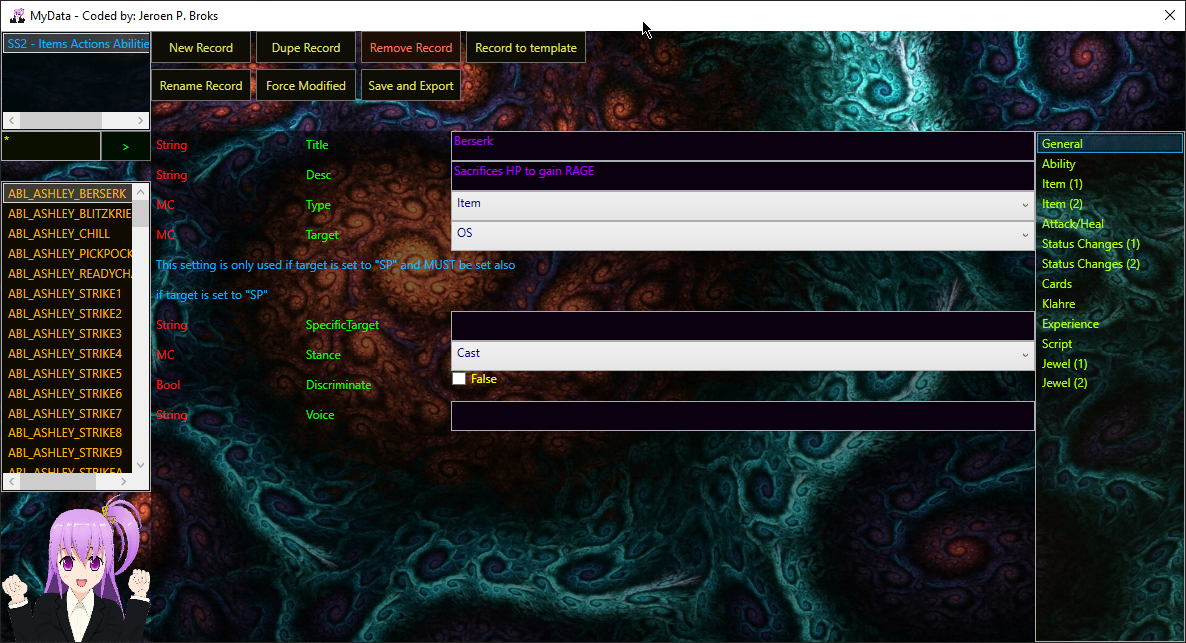 MyData - Coded by: Jeroen P. Broks
SS2 - Items Actions Abilitie
New Record
Dupe Record
Remove Record
Record to template
Rename Record
Force Modified
Save and Export
*
>
String Title Berserk
String Desc Sacrifices HP to gain RAGE
MC Type Item
MC Target OS
This setting is only used if target is set to "SP" and MUST be set also
if target is set to "SP"
String SpecificTarget
MC Stance Cast
Bool Discriminate False
String Voice
ABL_ASHLEY_BERSERK
ABL_ASHLEY_BLITZKRIE
ABL_ASHLEY_CHILL
ABL_ASHLEY_PICKPOCK
ABL_ASHLEY_READYCHA
ABL_ASHLEY_STRIKE1
ABL_ASHLEY_STRIKE2
ABL_ASHLEY_STRIKE3
ABL_ASHLEY_STRIKE4
ABL_ASHLEY_STRIKE5
ABL_ASHLEY_STRIKE6
ABL_ASHLEY_STRIKE7
ABL_ASHLEY_STRIKE8
ABL_ASHLEY_STRIKE9
ABL_ASHLEY_STRIKEA
General
Ability
Item (1)
Item (2)
Attack/Heal
Status Changes (1)
Status Changes (2)
Cards
Klahre
Experience
Script
Jewel (1)
Jewel (2)